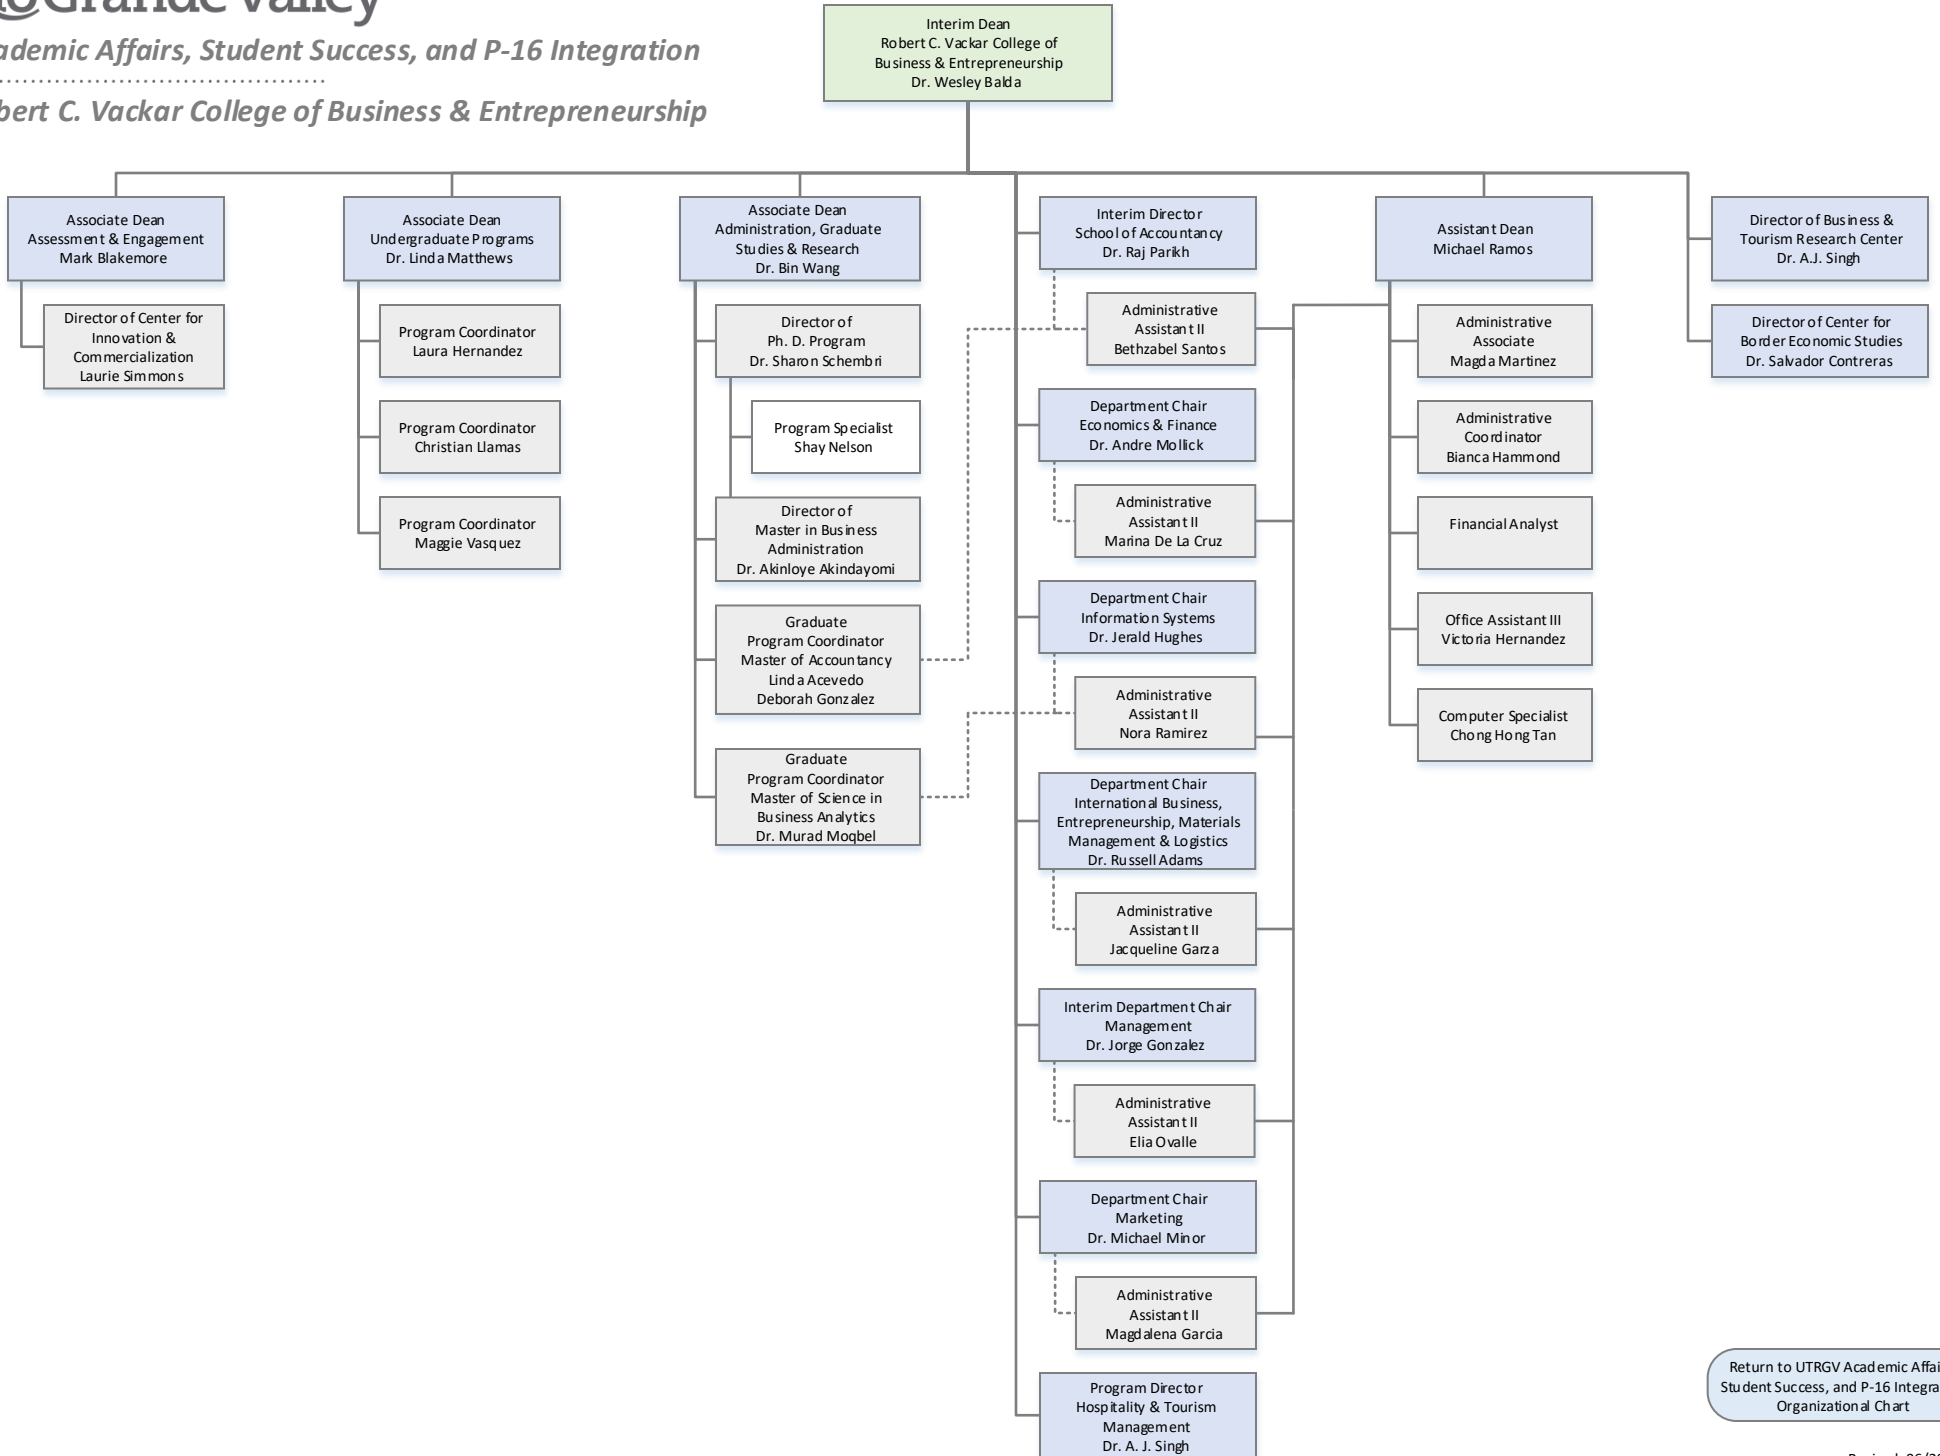 Grande Valley
Academic Affairs, Student Success, and P-16 Integration
Robert C. Vackar College of Business & Entrepreneurship
Interim Dean
Robert C. Vackar College of
Business & Entrepreneurship
Dr. Wesley Balda
Associate Dean
Assessment & Engagement
Mark Blakemore
Director of Center for
Innovation &
Commercialization
Laurie Simmons
Associate Dean
Undergraduate Programs
Dr. Linda Matthews
Program Coordinator
Laura Hernandez
Program Coordinator
Christian Llamas
Program Coordinator
Maggie Vasquez
Associate Dean
Administration, Graduate
Studies & Research
Dr. Bin Wang
Director of
Ph. D. Program
Dr. Sharon Schembri
Program Specialist
Shay Nelson
Director of
Master in Business
Administration
Dr. Akinloye Akindayomi
Graduate
Program Coordinator
Master of Accountancy
Linda Acevedo
Deborah Gonzalez
Graduate
Program Coordinator
Master of Science in
Business Analytics
Dr. Murad Moqbel
Interim Director
School of Accountancy
Dr. Raj Parikh
Administrative
Assistant II
Bethzabel Santos
Department Chair
Economics & Finance
Dr. Andre Mollick
Administrative
Assistant II
Marina De La Cruz
Department Chair
Information Systems
Dr. Jerald Hughes
Administrative
Assistant II
Nora Ramirez
Department Chair
International Business,
Entrepreneurship, Materials
Management & Logistics
Dr. Russell Adams
Administrative
Assistant II
Jacqueline Garza
Interim Department Chair
Management
Dr. Jorge Gonzalez
Administrative
Assistant II
Elia Ovalle
Department Chair
Marketing
Dr. Michael Minor
Administrative
Assistant II
Magdalena Garcia
Program Director
Hospitality & Tourism
Management
Dr. A. J. Singh
Assistant Dean
Michael Ramos
Administrative
Associate
Magda Martinez
Administrative
Coordinator
Bianca Hammond
Financial Analyst
Office Assistant III
Victoria Hernandez
Computer Specialist
Chong Hong Tan
Director of Business &
Tourism Research Center
Dr. A.J. Singh
Director of Center for
Border Economic Studies
Dr. Salvador Contreras
Return to UTRGV Academic Affai
Student Success, and P-16 Integra
Organizational Chart